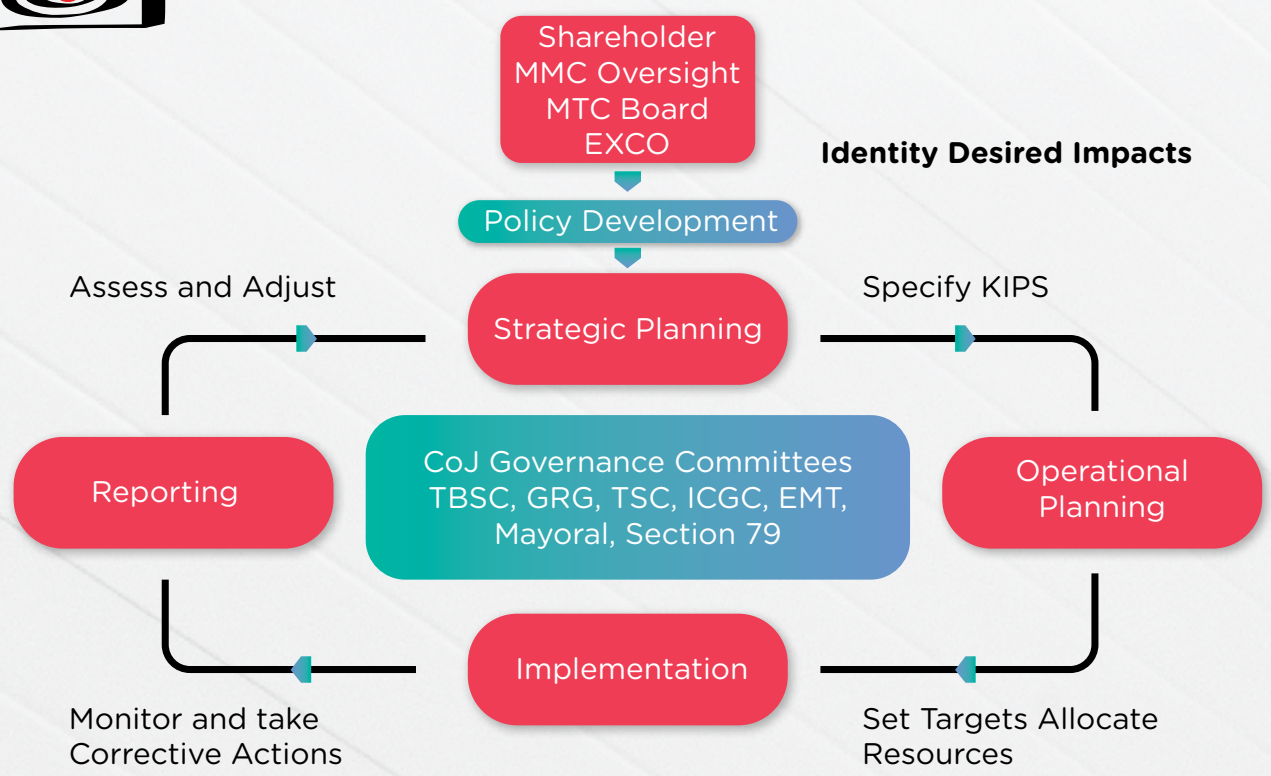 Shareholder
MMC Oversight
MTC Board
EXCO
Identity Desired Impacts
Policy Development
Assess and Adjust
Specify KIPS
Strategic Planning
Reporting
CoJ Governance Committees
TBSC, GRG, TSC, ICGC, EMT,
Mayoral, Section 79
Operational
Planning
Implementation
Monitor and take
Corrective Actions
Set Targets Allocate
Resources